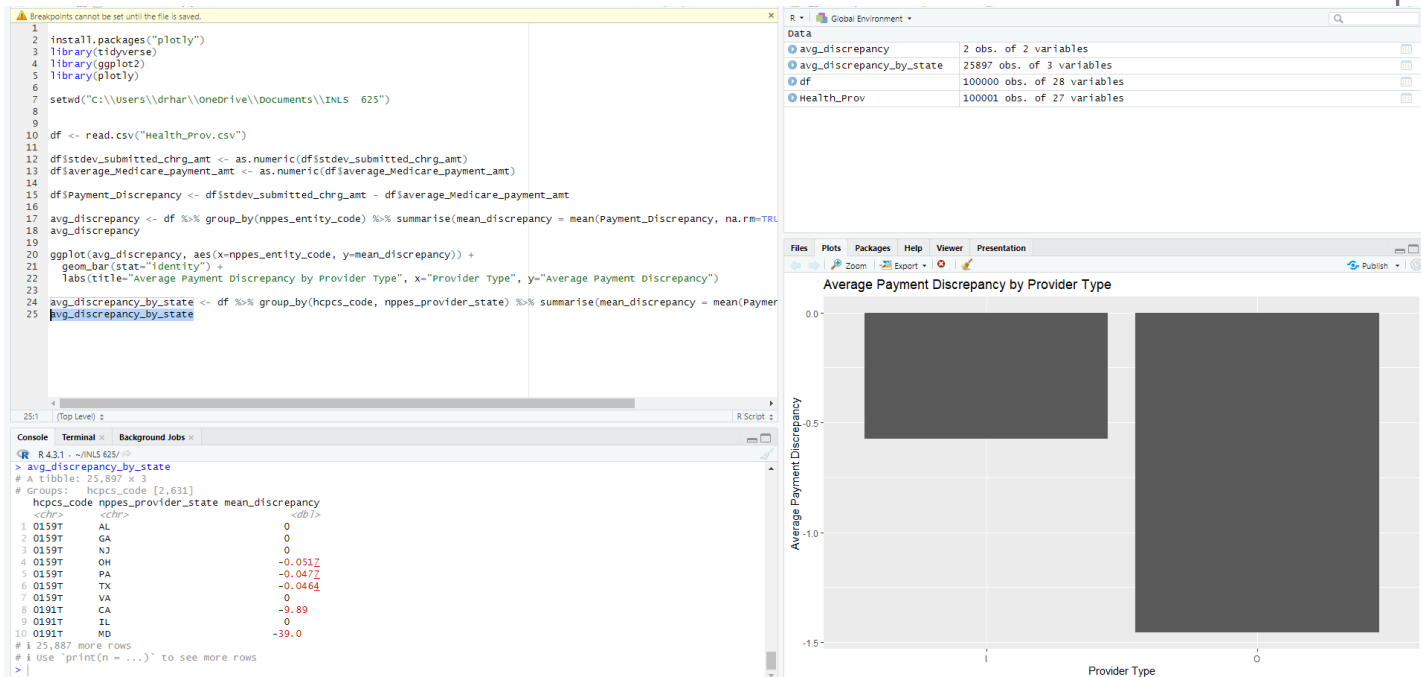 Breakpoints cannot be set until the file is saved.
1
2 install.packages("plotly")
3 library(tidyverse)
4 library(ggplot2)
5 library(plotly)
6
7 setwd("C:\\Users\\drhar\\OneDrive\\Documents\\INLS  625")
8
9
10 df <- read.csv("Health_Prov.csv")
11
12 df$stdev_submitted_chrg_amt <- as.numeric(df$stdev_submitted_chrg_amt)
13 df$average_Medicare_payment_amt <- as.numeric(df$average_Medicare_payment_amt)
14
15 df$Payment_Discrepancy <- df$stdev_submitted_chrg_amt - df$average_Medicare_payment_amt
16
17 avg_discrepancy <- df %>% group_by(nppes_entity_code) %>% summarise(mean_discrepancy = mean(Payment_Discrepancy, na.rm=TRU
18 avg_discrepancy
19
20 ggplot(avg_discrepancy, aes(x=nppes_entity_code, y=mean_discrepancy)) +
21   geom_bar(stat="identity") +
22   labs(title="Average Payment Discrepancy by Provider Type", x="Provider Type", y="Average Payment Discrepancy")
23
24 avg_discrepancy_by_state <- df %>% group_by(hcpcs_code, nppes_provider_state) %>% summarise(mean_discrepancy = mean(Paymer
25 avg_discrepancy_by_state
25:1 (Top Level) R Script
Console Terminal Background Jobs
R 4.3.1 · ~/INLS 625/
> avg_discrepancy_by_state
# A tibble: 25,897 × 3
# Groups:   hcpcs_code [2,631]
hcpcs_code nppes_provider_state mean_discrepancy
<chr> <chr> <dbl>
1 0159T AL 0
2 0159T GA 0
3 0159T NJ 0
4 0159T OH -0.0517
5 0159T PA -0.0477
6 0159T TX -0.0464
7 0159T VA 0
8 0191T CA -9.89
9 0191T IL 0
10 0191T MD -39.0
# ℹ 25,887 more rows
# ℹ Use `print(n = ...)` to see more rows
>
R Global Environment
Data
avg_discrepancy 2 obs. of 2 variables
avg_discrepancy_by_state 25897 obs. of 3 variables
df 100000 obs. of 28 variables
Health_Prov 100001 obs. of 27 variables
Files Plots Packages Help Viewer Presentation
Zoom Export Publish
Average Payment Discrepancy by Provider Type
0.0
-0.5
-1.0
-1.5
Average Payment Discrepancy
I O
Provider Type